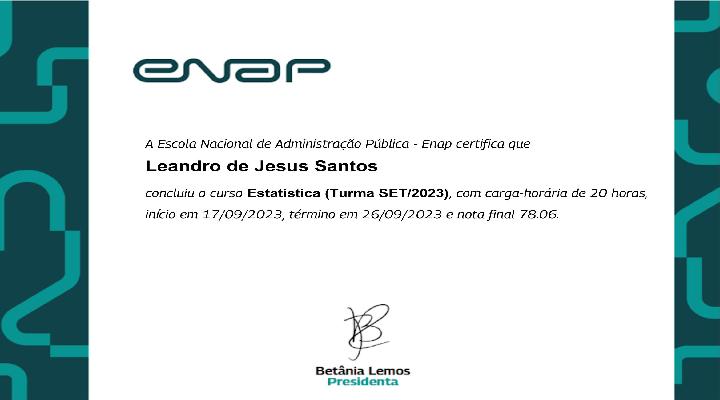 enap
A Escola Nacional de Administração Pública - Enap certifica que
Leandro de Jesus Santos
concluiu o curso Estatística (Turma SET/2023), com carga-horária de 20 horas,
início em 17/09/2023, término em 26/09/2023 e nota final 78.06.
Betânia Lemos
Presidenta